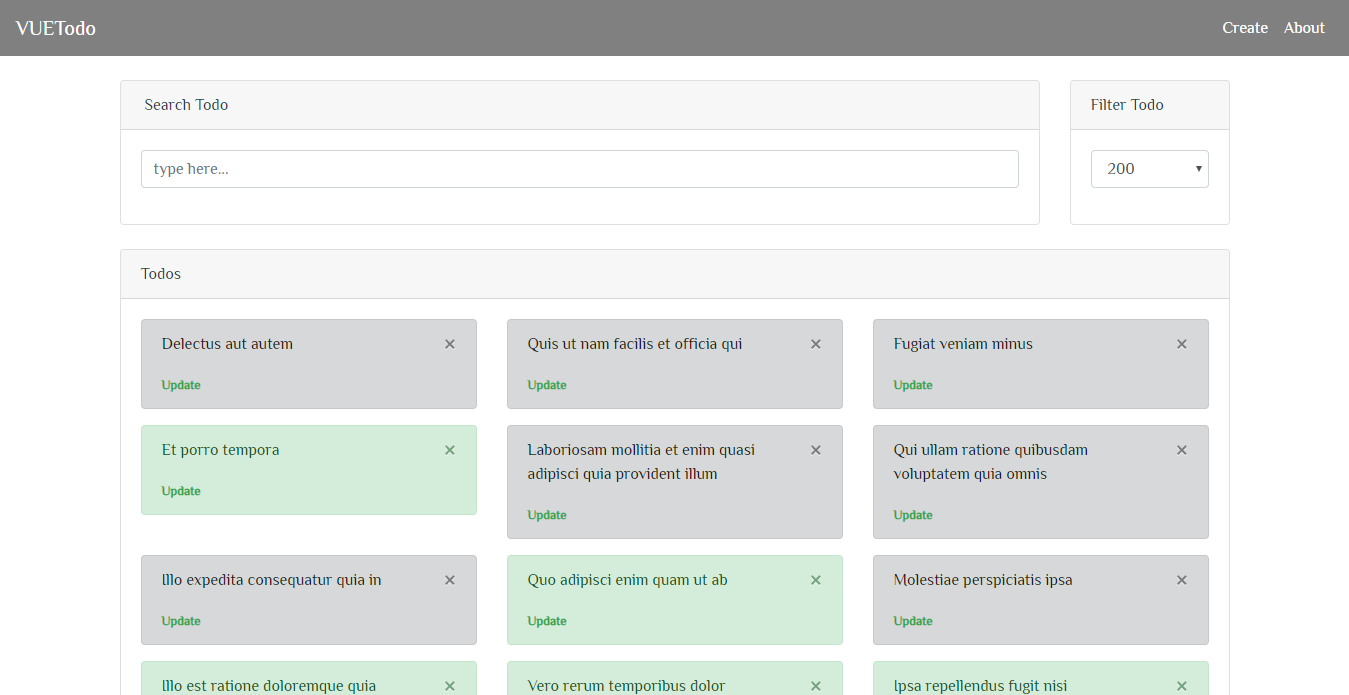 VUETodo
Create About
Search Todo
Filter Todo
type here...
200
Todos
Delectus aut autem ×
Update
Quis ut nam facilis et officia qui ×
Update
Fugiat veniam minus ×
Update
Et porro tempora ×
Update
Laboriosam mollitia et enim quasi ×
adipisci quia provident illum
Update
Qui ullam ratione quibusdam ×
voluptatem quia omnis
Update
Illo expedita consequatur quia in ×
Update
Quo adipisci enim quam ut ab ×
Update
Molestiae perspiciatis ipsa ×
Update
Illo est ratione doloremque quia ×
Vero rerum temporibus dolor ×
Ipsa repellendus fugit nisi ×